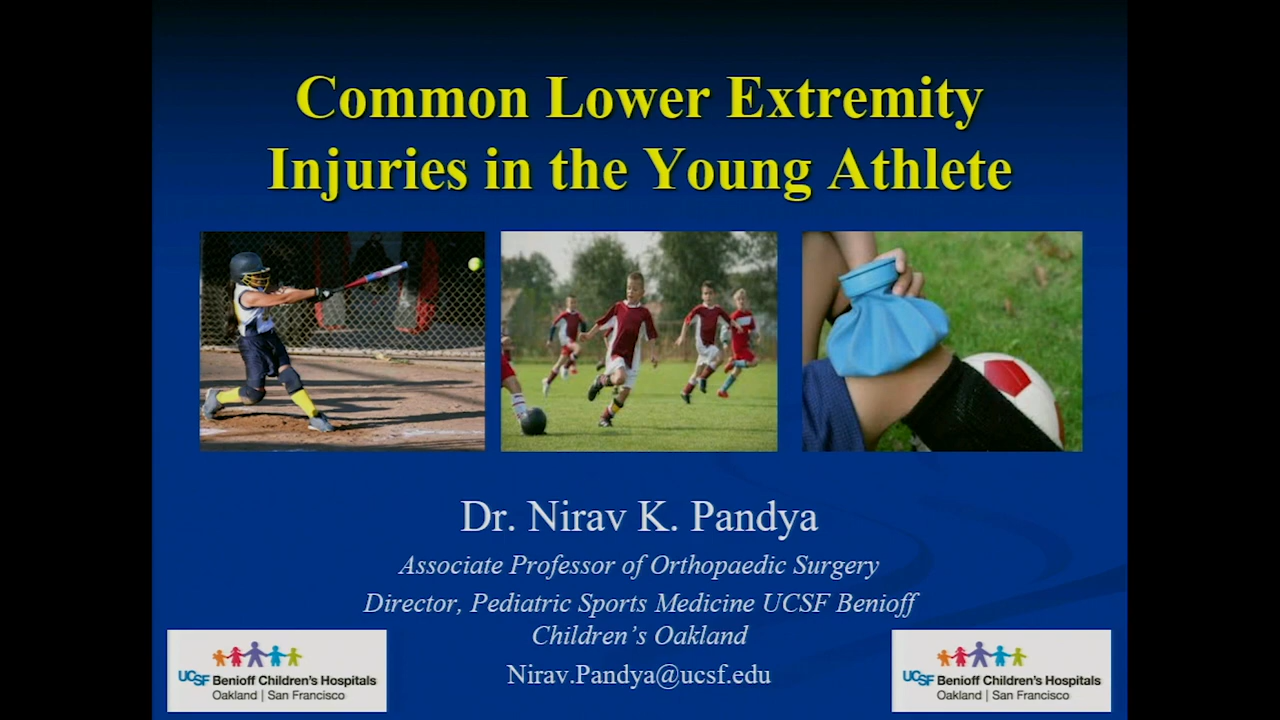 Common Lower Extremity
Injuries in the Young Athlete
Dr. Nirav K. Pandya
Associate Professor of Orthopaedic Surgery
Director, Pediatric Sports Medicine UCSF Benioff
Children's Oakland
Nirav.Pandya@ucsf.edu
UCSF Benioff Children's Hospitals
Oakland | San Francisco
UCSF Benioff Children's Hospitals
Oakland | San Francisco